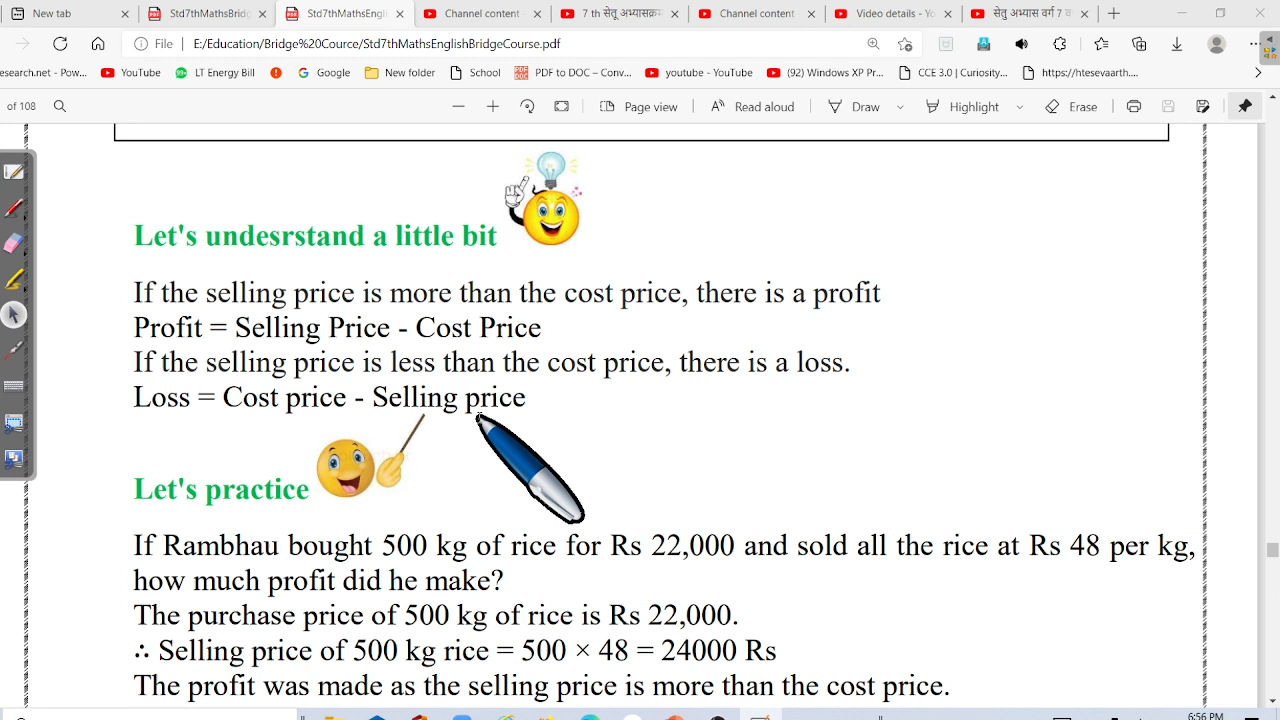 New tab
Std7thMathsBridg
Std7thMathsEngli
Channel content
7 th सेतू अभ्यासक्रम
Channel content
Video details - Yo
सेतु अभ्यास वर्ग 7 व
File E:/Education/Bridge%20Cource/Std7thMathsEnglishBridgeCourse.pdf
esearch.net - Pow...
YouTube
LT Energy Bill
Google
New folder
School
PDF to DOC – Conv...
youtube - YouTube
(92) Windows XP Pr...
CCE 3.0 | Curiosity...
https://htesevaarth...
of 108
Page view
Read aloud
Draw
Highlight
Erase
Let's undesrstand a little bit
If the selling price is more than the cost price, there is a profit
Profit = Selling Price - Cost Price
If the selling price is less than the cost price, there is a loss.
Loss = Cost price - Selling price
Let's practice
If Rambhau bought 500 kg of rice for Rs 22,000 and sold all the rice at Rs 48 per kg,
how much profit did he make?
The purchase price of 500 kg of rice is Rs 22,000.
∴ Selling price of 500 kg rice = 500 × 48 = 24000 Rs
The profit was made as the selling price is more than the cost price.
6:56 PM